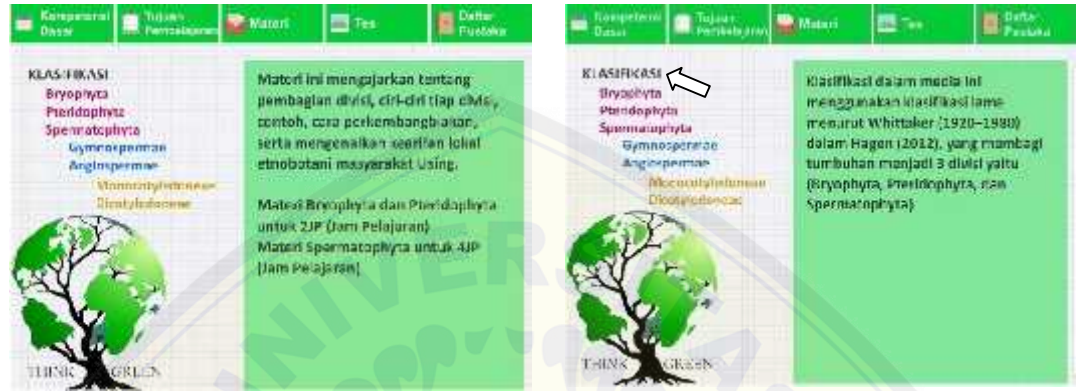 Kompetensi
Dasar
Tujuan
Pembelajaran
Materi
Tes
Daftar
Pustaka
KLASIFIKASI
Bryophyta
Pteridophyta
Spermatophyta
Gymnospermae
Angiospermae
Monocotyledoneae
Dicotyledoneae
THINK GREEN
Materi ini mengajarkan tentang
pembagian divisi, ciri-ciri tiap divisi,
contoh, cara perkembangbiakan,
serta mengenalkan kearifan lokal
etnobotani masyarakat Using.
Materi Bryophyta dan Pteridophyta
untuk 2JP (Jam Pelajaran)
Materi Spermatophyta untuk 4JP
(Jam Pelajaran)
Kompetensi
Dasar
Tujuan
Pembelajaran
Materi
Tes
Daftar
Pustaka
KLASIFIKASI
Bryophyta
Pteridophyta
Spermatophyta
Gymnospermae
Angiospermae
Monocotyledoneae
Dicotyledoneae
THINK GREEN
Klasifikasi dalam media ini
menggunakan klasifikasi lama
menurut Whittaker (1920–1980)
dalam Hagen (2012), yang membagi
tumbuhan menjadi 3 divisi yaitu
(Bryophyta, Pteridophyta, dan
Spermatophyta)